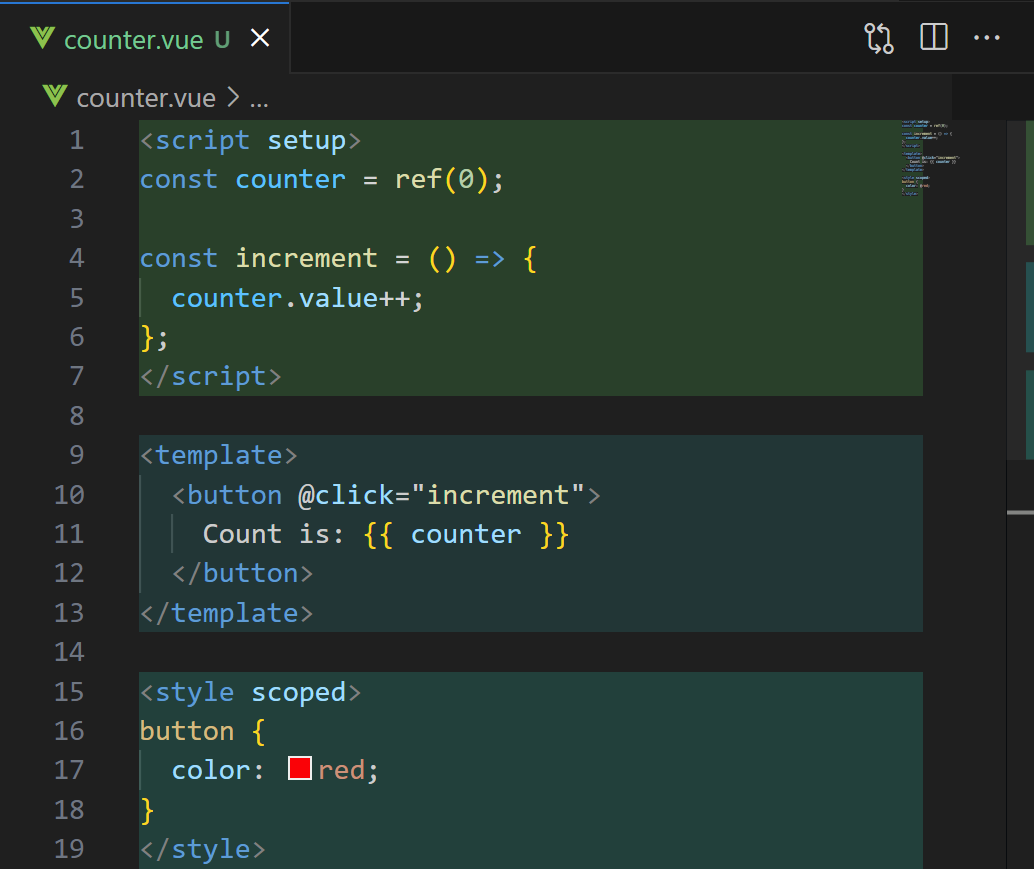 counter.vue U
counter.vue > ...
1 <script setup>
2 const counter = ref(0);
3
4 const increment = () => {
5   counter.value++;
6 };
7 </script>
8
9 <template>
10   <button @click="increment">
11     Count is: {{ counter }}
12   </button>
13 </template>
14
15 <style scoped>
16 button {
17   color: red;
18 }
19 </style>